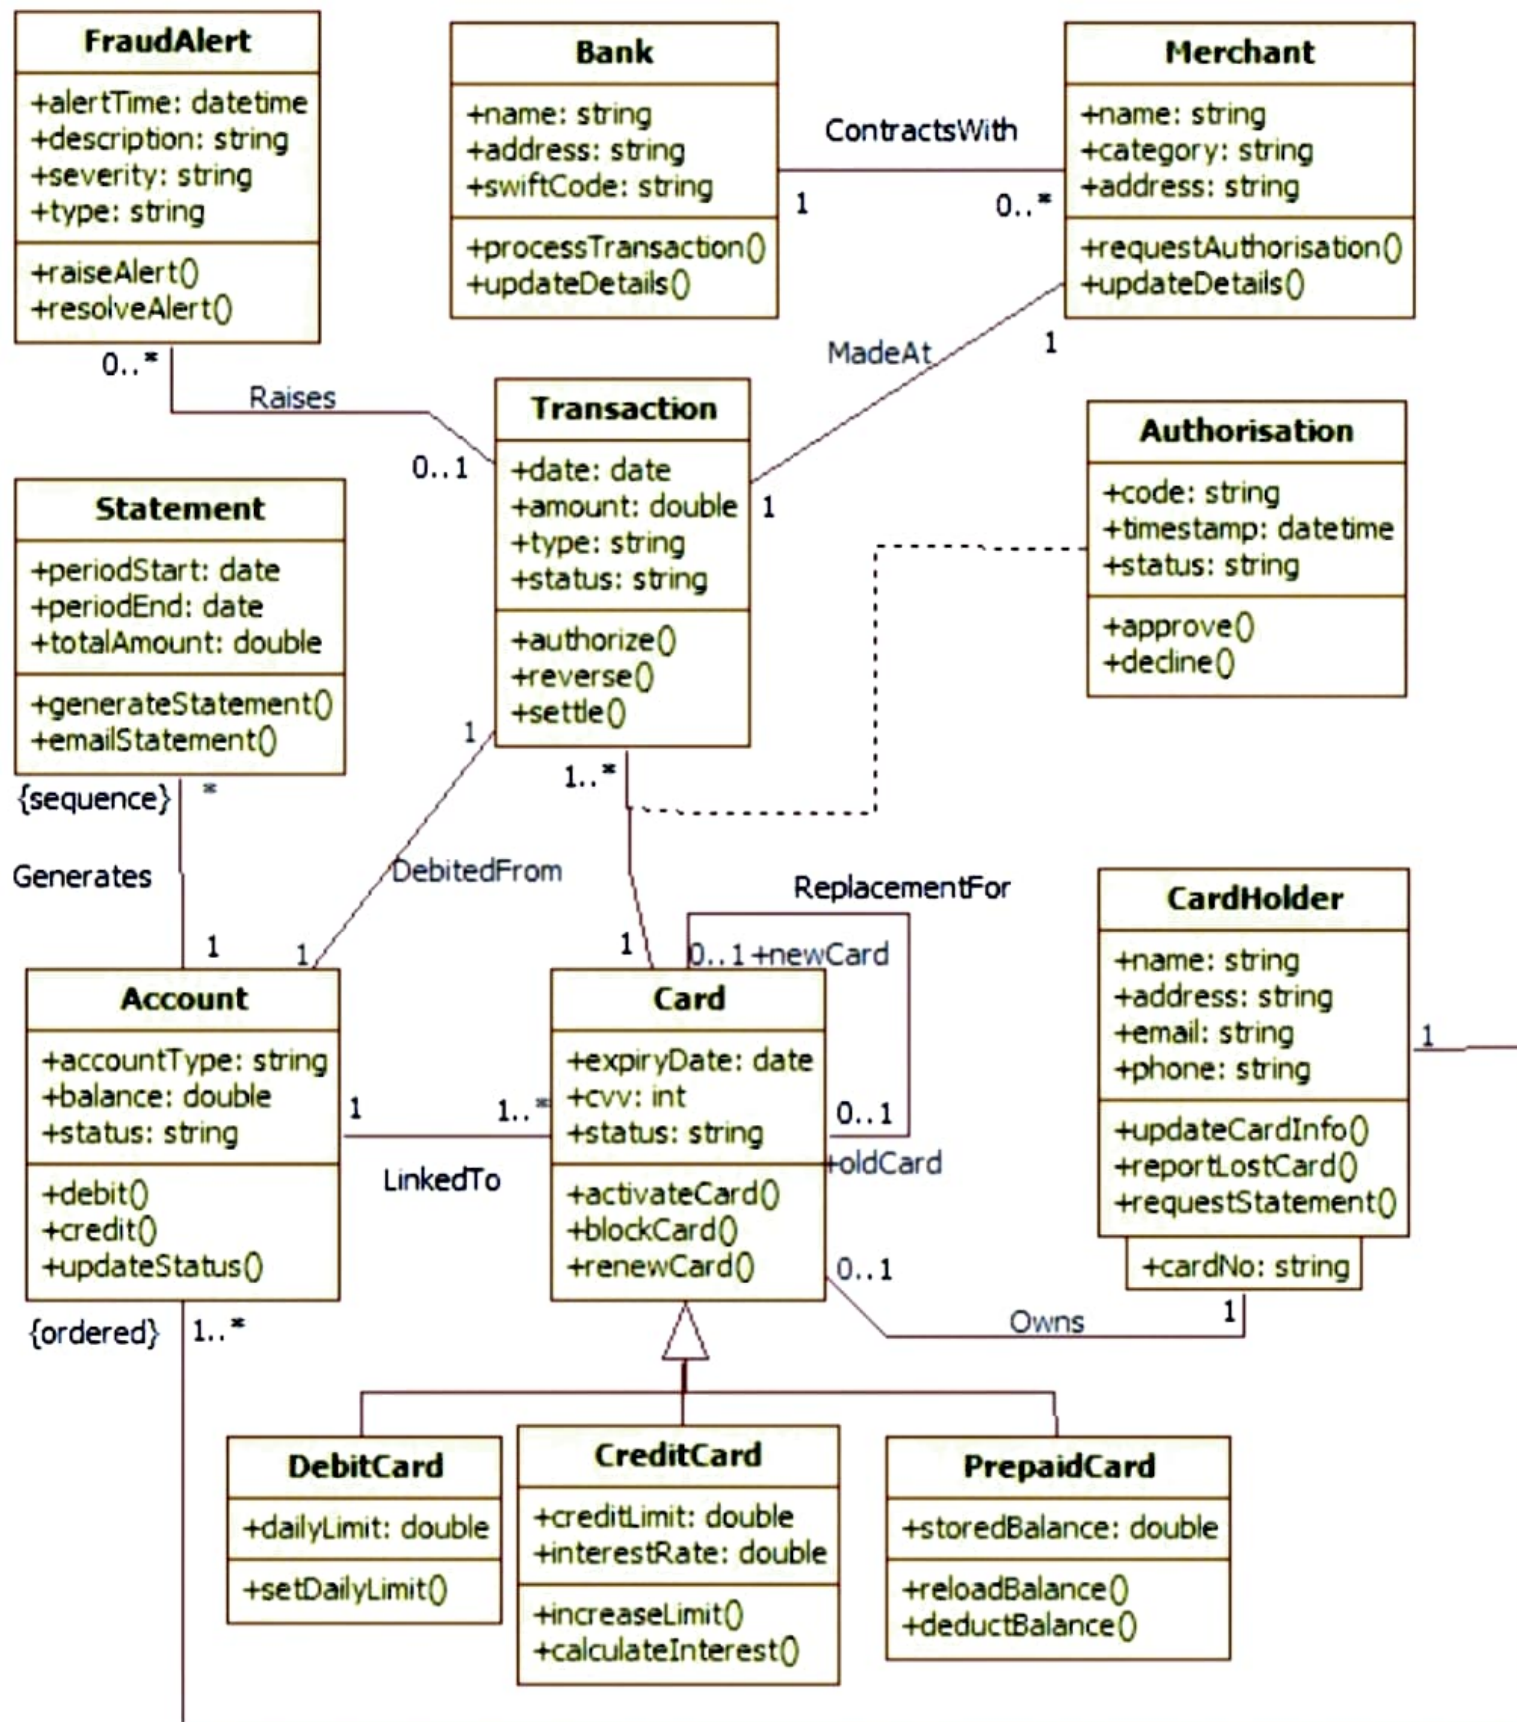 FraudAlert
+alertTime: datetime
+description: string
+severity: string
+type: string
+raiseAlert()
+resolveAlert()
Bank
+name: string
+address: string
+swiftCode: string
+processTransaction()
+updateDetails()
ContractsWith
1
0..*
Merchant
+name: string
+category: string
+address: string
+requestAuthorisation()
+updateDetails()
0..*
Raises
0..1
MadeAt
1
1
Transaction
+date: date
+amount: double
+type: string
+status: string
+authorize()
+reverse()
+settle()
Authorisation
+code: string
+timestamp: datetime
+status: string
+approve()
+decline()
Statement
+periodStart: date
+periodEnd: date
+totalAmount: double
+generateStatement()
+emailStatement()
{sequence}
*
Generates
1
1
DebitedFrom
1
1..*
1
ReplacementFor
0..1 +newCard
0..1
+oldCard
Account
+accountType: string
+balance: double
+status: string
+debit()
+credit()
+updateStatus()
1
1..*
LinkedTo
Card
+expiryDate: date
+cvv: int
+status: string
+activateCard()
+blockCard()
+renewCard()
CardHolder
+name: string
+address: string
+email: string
+phone: string
+updateCardInfo()
+reportLostCard()
+requestStatement()
+cardNo: string
1
0..1
Owns
1
{ordered}
1..*
DebitCard
+dailyLimit: double
+setDailyLimit()
CreditCard
+creditLimit: double
+interestRate: double
+increaseLimit()
+calculateInterest()
PrepaidCard
+storedBalance: double
+reloadBalance()
+deductBalance()